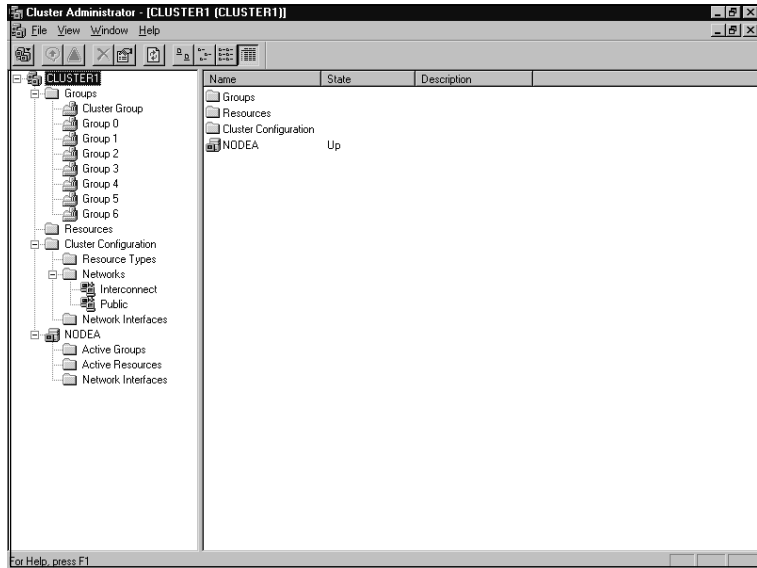 Cluster Administrator - [CLUSTER1 (CLUSTER1)]
File View Window Help
CLUSTER1
Groups
Cluster Group
Group 0
Group 1
Group 2
Group 3
Group 4
Group 5
Group 6
Resources
Cluster Configuration
Resource Types
Networks
Interconnect
Public
Network Interfaces
NODEA
Active Groups
Active Resources
Network Interfaces
Name State Description
Groups
Resources
Cluster Configuration
NODEA Up
For Help, press F1